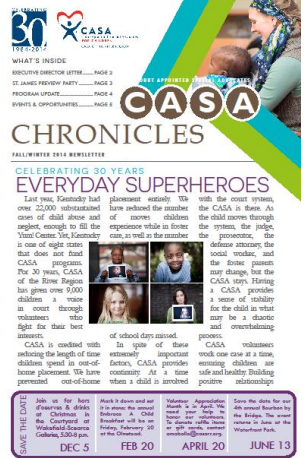 CELEBRATING
30
1984-2014
CASA
FOR CHILDREN
WHAT'S INSIDE
EXECUTIVE DIRECTOR LETTER PAGE 2
ST. JAMES PREVIEW PARTY PAGE 3
PROGRAM UPDATE PAGE 4
EVENTS & OPPORTUNITIES PAGE 5
COURT APPOINTED SPECIAL ADVOCATES
CASA
CHRONICLES
FALL/WINTER 2014 NEWSLETTER
CELEBRATING 30 YEARS
EVERYDAY SUPERHEROES
Last year, Kentucky had
over 22,000 substantiated
cases of child abuse and
neglect, enough to fill the
Yum! Center. Yet, Kentucky
is one of eight states
that does not fund
CASA programs.
For 30 years, CASA
of the River Region
has given over 9,000
children a voice
in court through
volunteers who
fight for their best
interests.
CASA is credited with
reducing the length of time
children spend in out-of-
home placement. We have
prevented out-of-home
placement entirely. We
have reduced the number
of moves children
experience while in foster
care, as well as the number
of school days missed.
In spite of these
extremely important
factors, CASA provides
continuity. At a time
when a child is involved
with the court system,
the CASA is there. As
the child moves through
the system, the judge,
the prosecutor, the
defense attorney, the
social worker, and
the foster parents
may change, but the
CASA stays. Having
a CASA provides
a sense of stability
for the child in what
may be a chaotic
and overwhelming
process.
CASA volunteers
work one case at a time,
ensuring children are
safe and healthy. Building
positive relationships
SAVE THE DATE
Join us for hors
d'oeuvres & drinks
at Christmas in
the Courtyard at
Wakefield-Scearce
Galleries, 5:30-8 p.m.
DEC 5
Mark it down and set
it in stone: the annual
Embrace A Child
Breakfast will be on
Friday, February 20
at the Olmsted.
FEB 20
Volunteer Appreciation
Month is in April. We
need your help to
honor our volunteers.
To donate raffle items
or gift cards, contact
APRIL 20
Save the date for our
4th annual Bourbon by
the Bridge. The event
returns in June at the
Waterfront Park.
JUNE 13